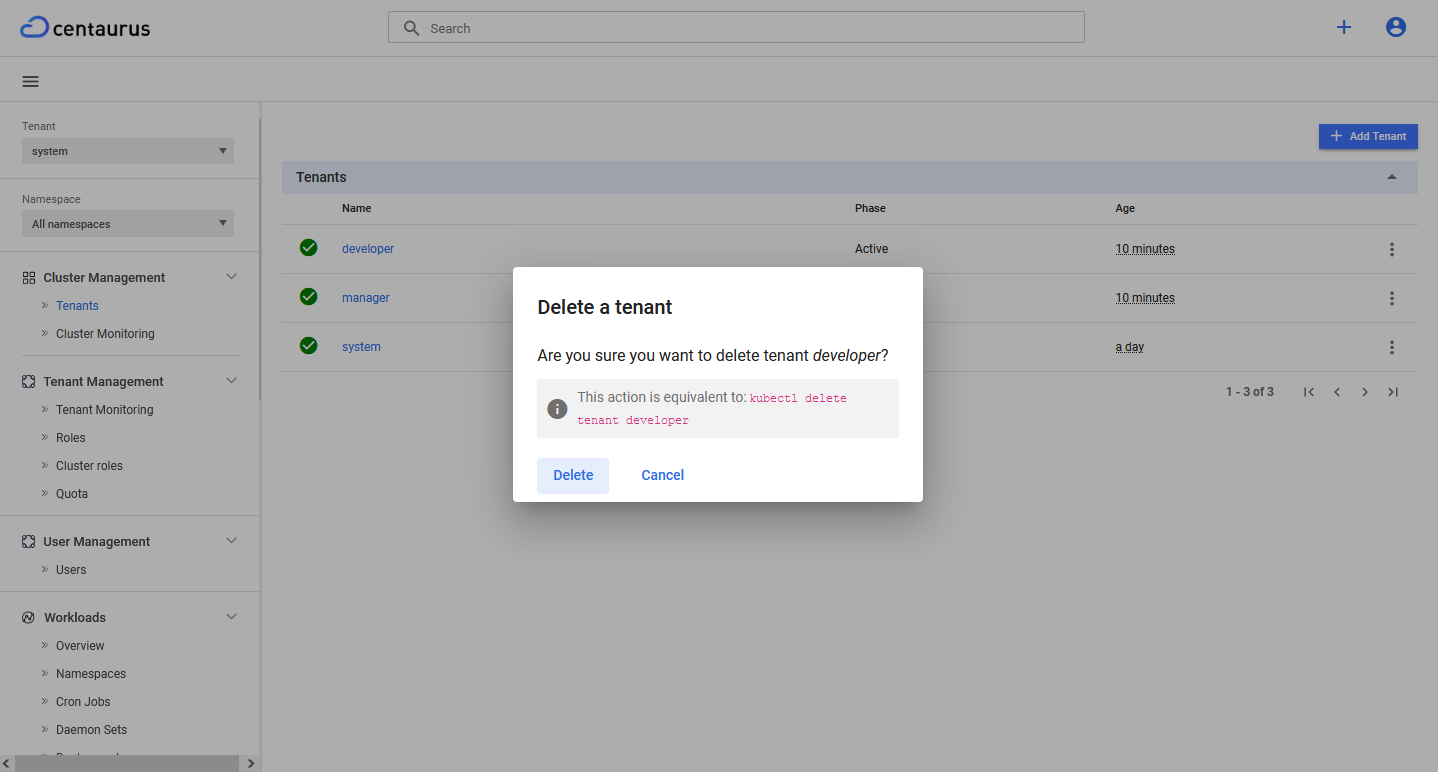 centaurus
Search
Tenant
system
Namespace
All namespaces
Cluster Management
Tenants
Cluster Monitoring
Tenant Management
Tenant Monitoring
Roles
Cluster roles
Quota
User Management
Users
Workloads
Overview
Namespaces
Cron Jobs
Daemon Sets
Add Tenant
Tenants
Name Phase Age
developer Active 10 minutes
manager 10 minutes
system a day
1 - 3 of 3
Delete a tenant
Are you sure you want to delete tenant developer?
This action is equivalent to: kubectl delete
tenant developer
Delete Cancel